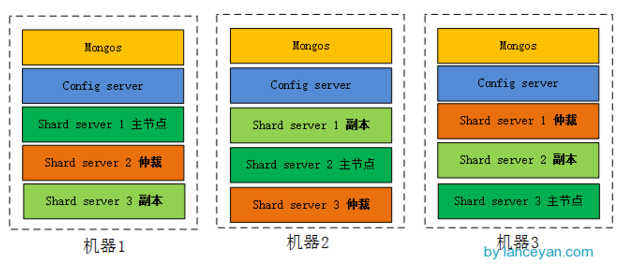 Mongos
Config server
Shard server 1 主节点
Shard server 2 仲裁
Shard server 3 副本
机器1
Mongos
Config server
Shard server 1 副本
Shard server 2 主节点
Shard server 3 仲裁
机器2
Mongos
Config server
Shard server 1 仲裁
Shard server 2 副本
Shard server 3 主节点
机器3
by lanceyan.com